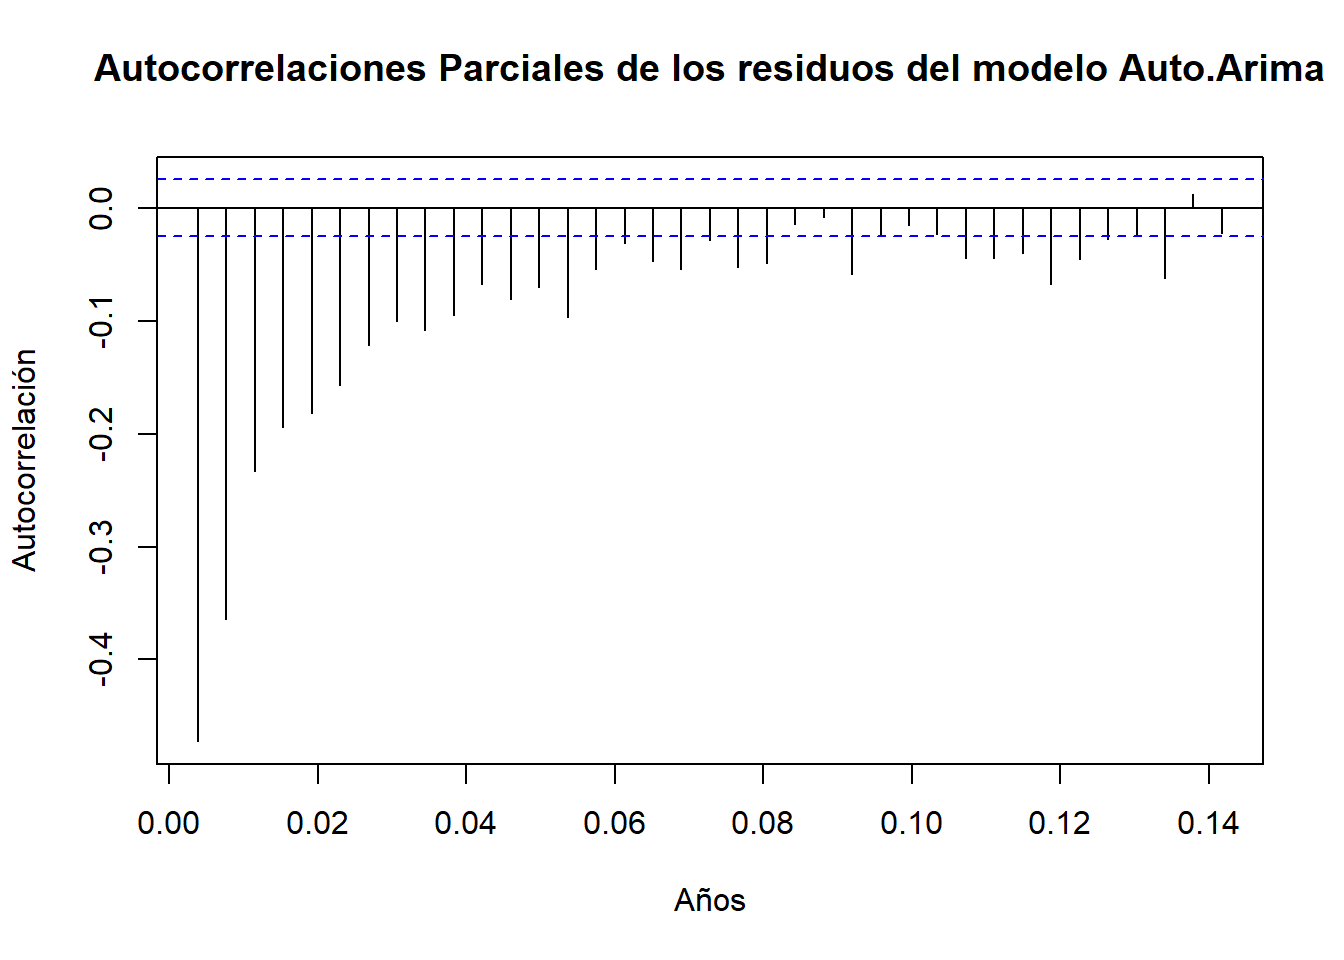 Autocorrelaciones Parciales de los residuos del modelo Auto.Arima
0.0
-0.1
-0.2
-0.3
-0.4
Autocorrelación
0.00 0.02 0.04 0.06 0.08 0.10 0.12 0.14
Años